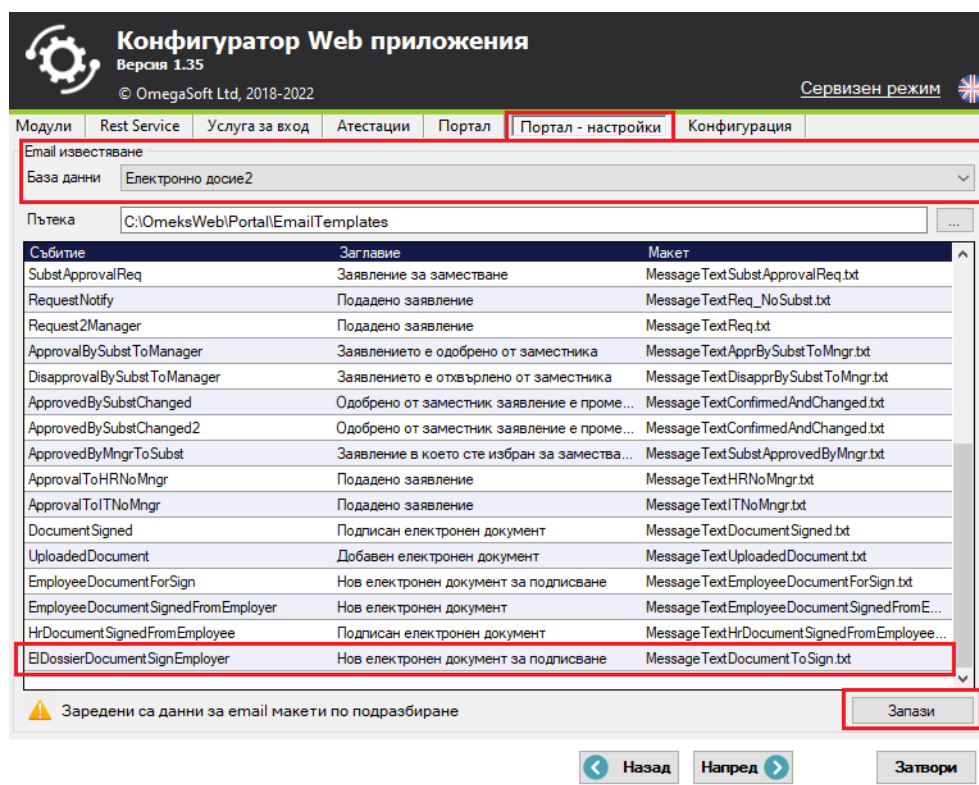 Конфигуратор Web приложения
Версия 1.35
© OmegaSoft Ltd, 2018-2022
Сервизен режим
Модули Rest Service Услуга за вход Атестации Портал Портал - настройки Конфигурация
Email известяване
База данни Електронно досие2
Пътека C:\OmeksWeb\Portal\EmailTemplates ...
Събитие Заглавие Макет
SubstApprovalReq Заявление за заместване MessageTextSubstApprovalReq.txt
RequestNotify Подадено заявление MessageTextReq_NoSubst.txt
Request2Manager Подадено заявление MessageTextReq.txt
ApprovalBySubstToManager Заявлението е одобрено от заместника MessageTextApprBySubstToMngr.txt
DisapprovalBySubstToManager Заявлението е отхвърлено от заместника MessageTextDisapprBySubstToMngr.txt
ApprovedBySubstChanged Одобрено от заместник заявление е проме... MessageTextConfirmedAndChanged.txt
ApprovedBySubstChanged2 Одобрено от заместник заявление е проме... MessageTextConfirmedAndChanged.txt
ApprovedByMngrToSubst Заявление в което сте избран за замества... MessageTextSubstApprovedByMngr.txt
ApprovalToHRNoMngr Подадено заявление MessageTextHRNoMngr.txt
ApprovalToITNoMngr Подадено заявление MessageTextITNoMngr.txt
DocumentSigned Подписан електронен документ MessageTextDocumentSigned.txt
UploadedDocument Добавен електронен документ MessageTextUploadedDocument.txt
EmployeeDocumentForSign Нов електронен документ за подписване MessageTextEmployeeDocumentForSign.txt
EmployeeDocumentSignedFromEmployer Нов електронен документ MessageTextEmployeeDocumentSignedFromE...
HrDocumentSignedFromEmployee Подписан електронен документ MessageTextHrDocumentSignedFromEmployee...
ElDossierDocumentSignEmployer Нов електронен документ за подписване MessageTextDocumentToSign.txt
Заредени са данни за email макети по подразбиране Запази
Назад Напред Затвори